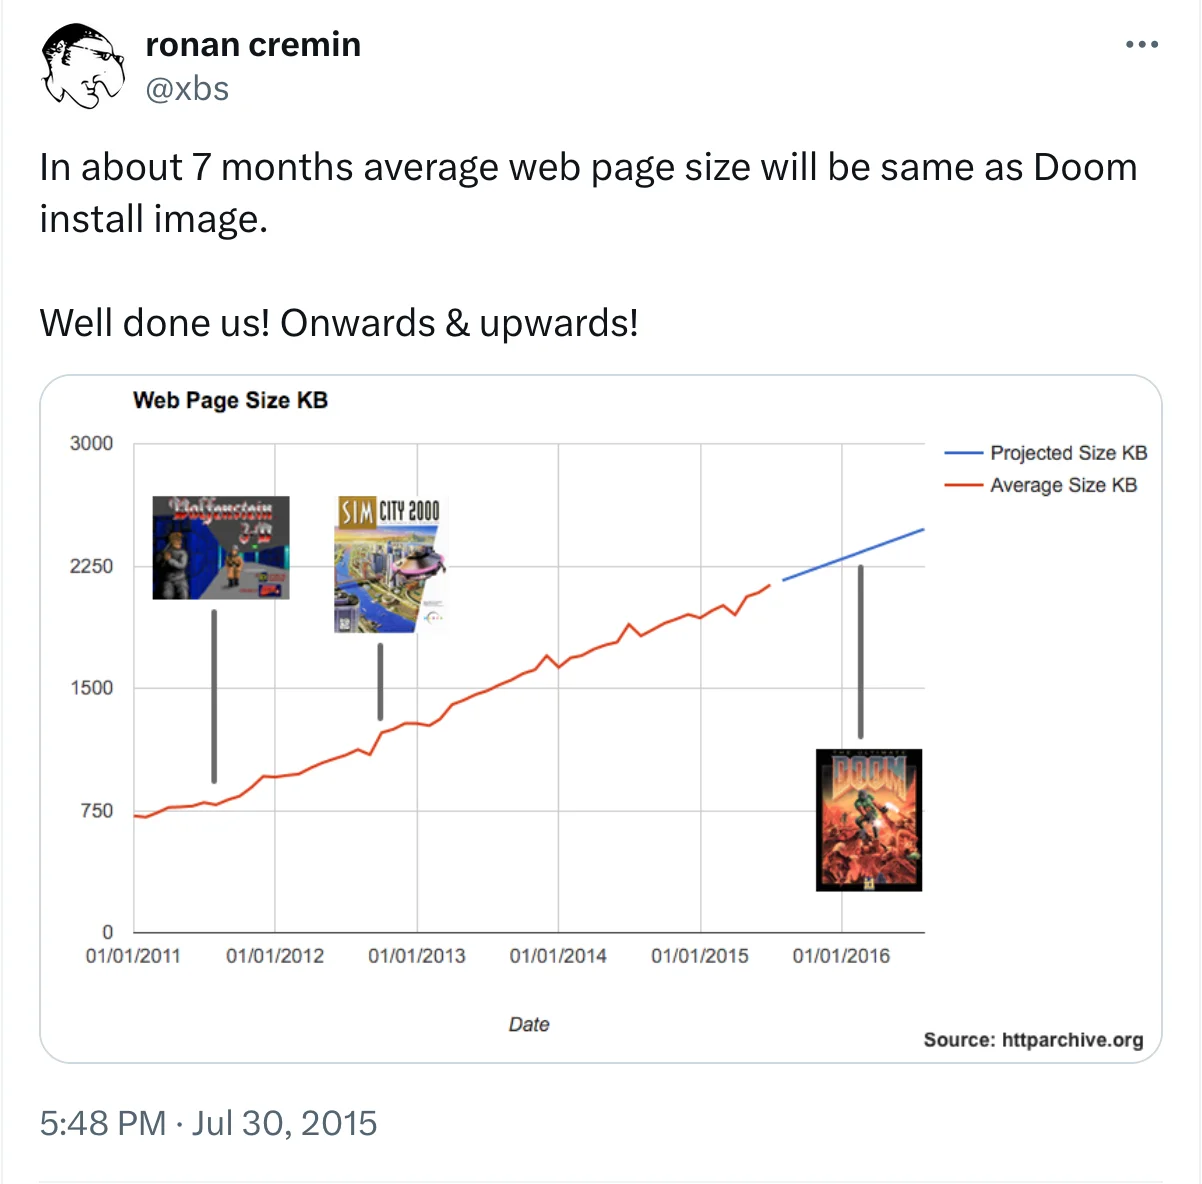 ronan cremin
@xbs
In about 7 months average web page size will be same as Doom
install image.
Well done us! Onwards & upwards!
Web Page Size KB
3000
2250
1500
750
0
Projected Size KB
Average Size KB
Wolfenstein
3-D
SIM CITY 2000
THE ULTIMATE
DOOM
01/01/2011
01/01/2012
01/01/2013
01/01/2014
01/01/2015
01/01/2016
Date
Source: httparchive.org
5:48 PM · Jul 30, 2015